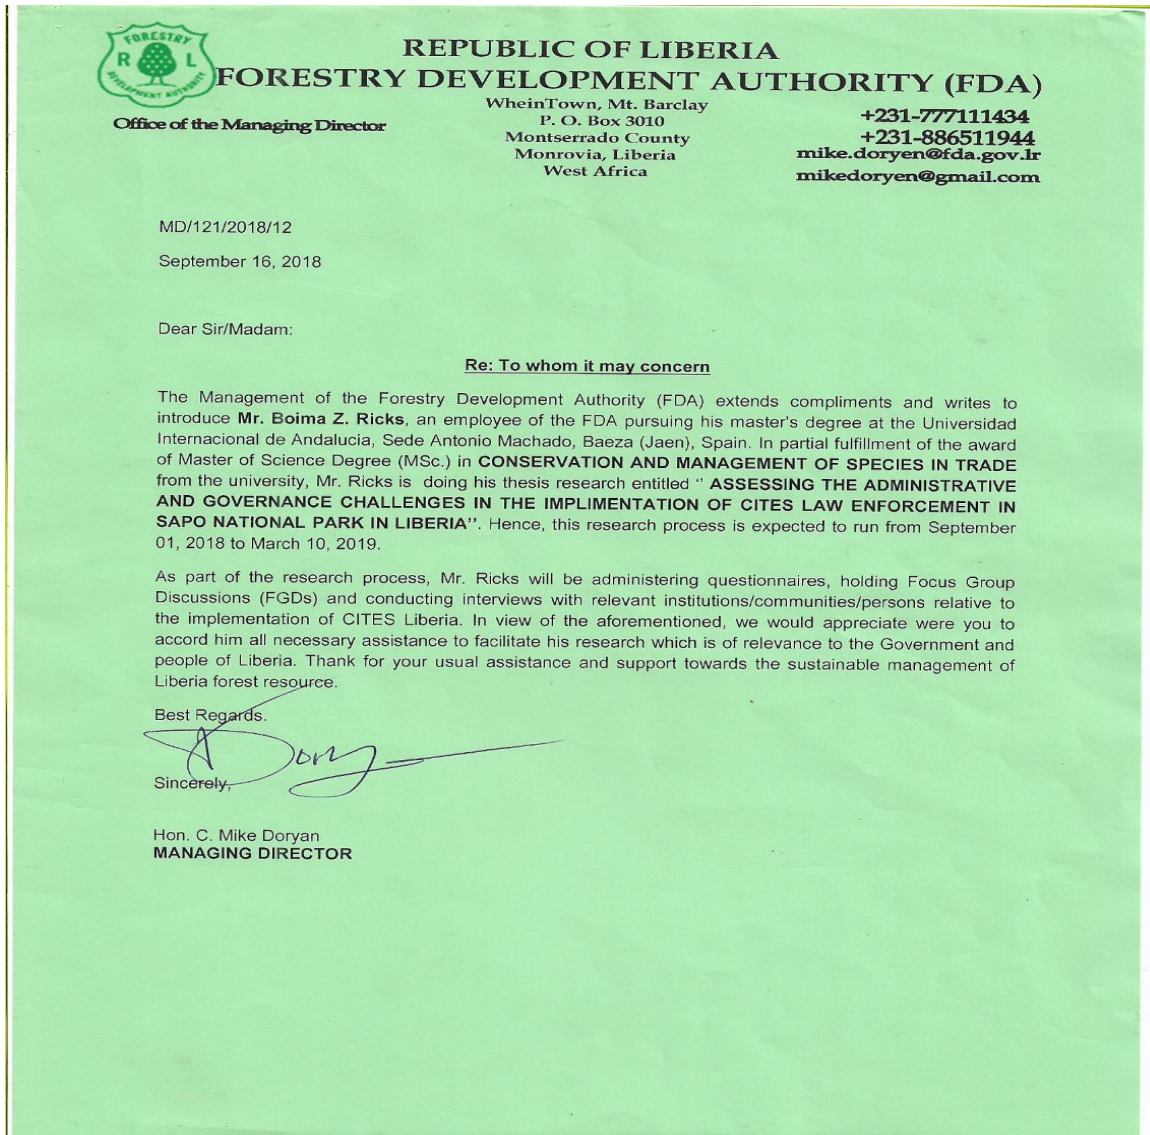 FORESTRY
R L
DEVELOPMENT AUTHORITY
REPUBLIC OF LIBERIA
FORESTRY DEVELOPMENT AUTHORITY (FDA)
Office of the Managing Director
WheinTown, Mt. Barclay
P. O. Box 3010
Montserrado County
Monrovia, Liberia
West Africa
+231-777111434
+231-886511944
mike.doryen@fda.gov.lr
mikedoryen@gmail.com
MD/121/2018/12
September 16, 2018
Dear Sir/Madam:
Re: To whom it may concern
The Management of the Forestry Development Authority (FDA) extends compliments and writes to
introduce Mr. Boima Z. Ricks, an employee of the FDA pursuing his master's degree at the Universidad
Internacional de Andalucia, Sede Antonio Machado, Baeza (Jaen), Spain. In partial fulfillment of the award
of Master of Science Degree (MSc.) in CONSERVATION AND MANAGEMENT OF SPECIES IN TRADE
from the university, Mr. Ricks is doing his thesis research entitled “ ASSESSING THE ADMINISTRATIVE
AND GOVERNANCE CHALLENGES IN THE IMPLIMENTATION OF CITES LAW ENFORCEMENT IN
SAPO NATIONAL PARK IN LIBERIA”. Hence, this research process is expected to run from September
01, 2018 to March 10, 2019.
As part of the research process, Mr. Ricks will be administering questionnaires, holding Focus Group
Discussions (FGDs) and conducting interviews with relevant institutions/communities/persons relative to
the implementation of CITES Liberia. In view of the aforementioned, we would appreciate were you to
accord him all necessary assistance to facilitate his research which is of relevance to the Government and
people of Liberia. Thank for your usual assistance and support towards the sustainable management of
Liberia forest resource.
Best Regards.
Sincerely,
Hon. C. Mike Doryan
MANAGING DIRECTOR